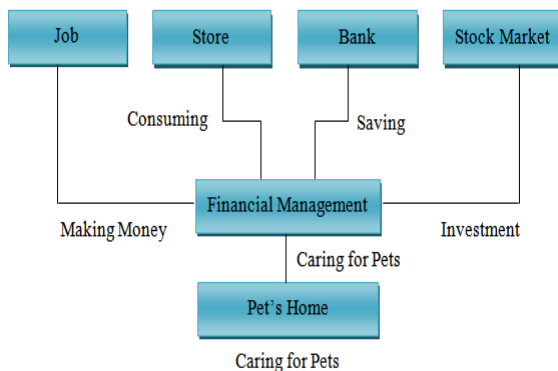 Job
Store
Bank
Stock Market
Consuming
Saving
Financial Management
Making Money
Investment
Caring for Pets
Pet's Home
Caring for Pets